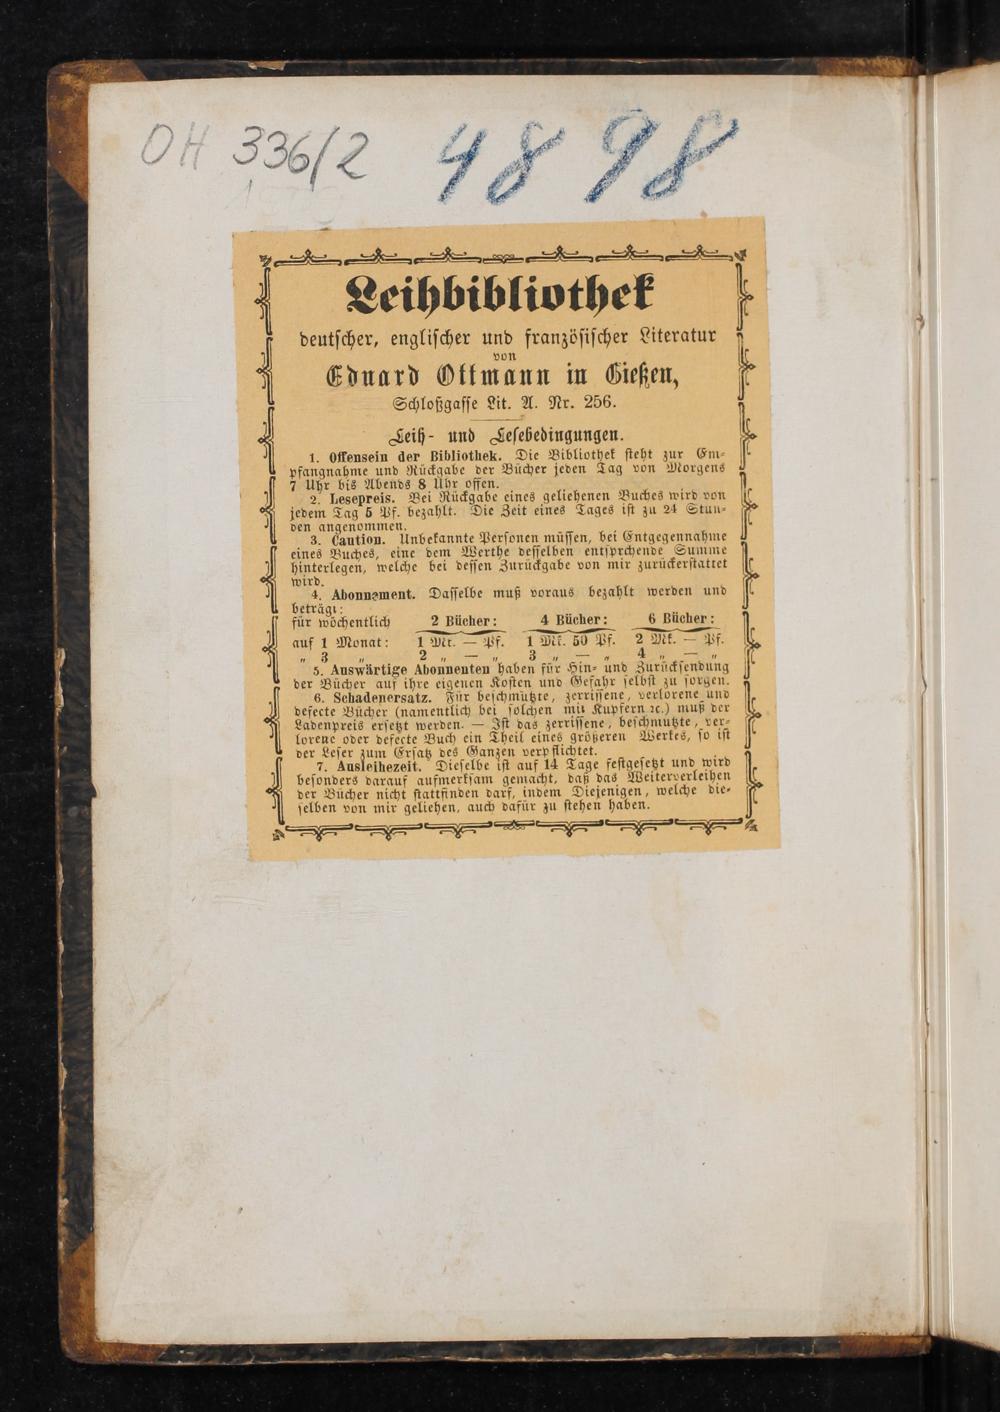 OH 336/2
4898
Leihbibliothek
deutscher, englischer und französischer Literatur
von
Eduard Ottmann in Gießen,
Schloßgasse Lit. A. Nr. 256.
Leih- und Lesebedingungen.
1. Offensein der Bibliothek. Die Bibliothek steht zur Em-
pfangnahme und Rückgabe der Bücher jeden Tag von Morgens
7 Uhr bis Abends 8 Uhr offen.
2. Lesepreis. Bei Rückgabe eines geliehenen Buches wird von
jedem Tag 5 Pf. bezahlt. Die Zeit eines Tages ist zu 24 Stun-
den angenommen.
3. Caution. Unbekannte Personen müssen, bei Entgegennahme
eines Buches, eine dem Werthe desselben entsprchende Summe
hinterlegen, welche bei dessen Zurückgabe von mir zurückerstattet
wird.
4. Abonnement. Dasselbe muß voraus bezahlt werden und
beträgt:
für wöchentlich 2 Bücher: 4 Bücher: 6 Bücher:
auf 1 Monat: 1 Mk. — Pf. 1 Mk. 50 Pf. 2 Mk. — Pf.
„ 3 „ 2 „ — „ 3 „ — „ 4 „ — „
5. Auswärtige Abonnenten haben für Hin- und Zurücksendung
der Bücher auf ihre eigenen Kosten und Gefahr selbst zu sorgen.
6. Schadenersatz. Für beschmutzte, zerrissene, verlorene und
defecte Bücher (namentlich bei solchen mit Kupfern ꝛc.) muß der
Ladenpreis ersetzt werden. — Ist das zerrissene, beschmutzte, ver-
lorene oder defecte Buch ein Theil eines größeren Werkes, so ist
der Leser zum Ersatz des Ganzen verpflichtet.
7. Ausleihezeit. Dieselbe ist auf 14 Tage festgesetzt und wird
besonders darauf aufmerksam gemacht, daß das Weiterverleihen
der Bücher nicht stattfinden darf, indem Diejenigen, welche die-
selben von mir geliehen, auch dafür zu stehen haben.